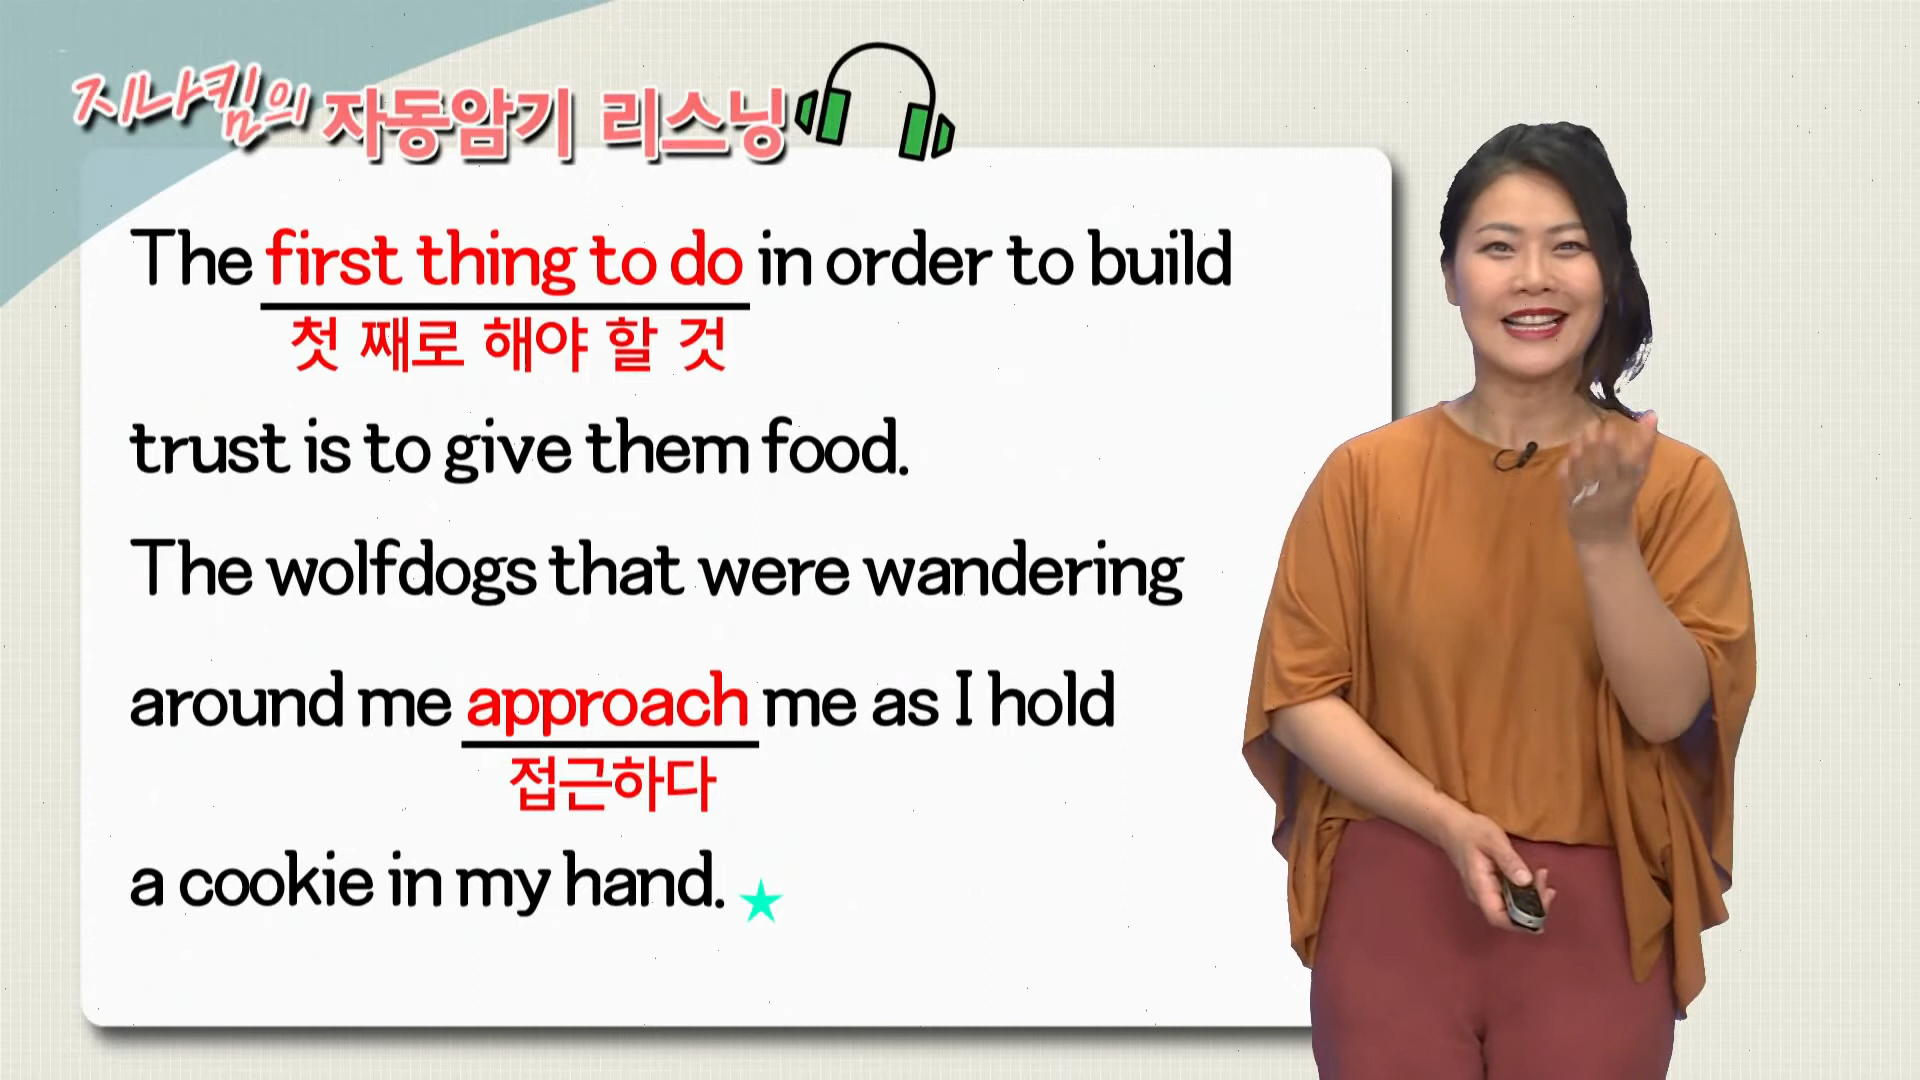 지나킴의 자동암기 리스닝
The first thing to do in order to build
첫 째로 해야 할 것
trust is to give them food.
The wolfdogs that were wandering
around me approach me as I hold
접근하다
a cookie in my hand.